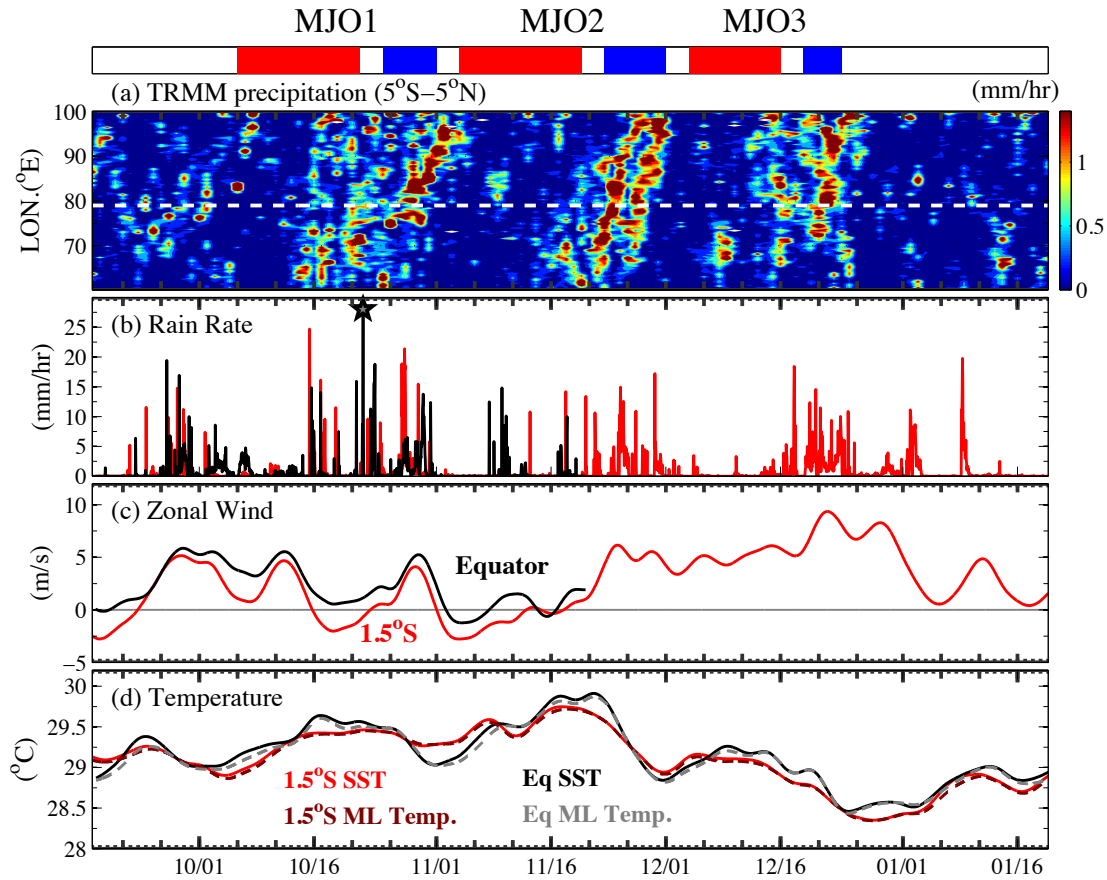 MJO1 MJO2 MJO3
(a) TRMM precipitation (5°S–5°N) (mm/hr)
LON.(°E)
100
90
80
70
1
0.5
0
(b) Rain Rate
(mm/hr)
25
20
15
10
5
0
(c) Zonal Wind
(m/s)
10
5
0
−5
Equator
1.5°S
(d) Temperature
(°C)
30
29.5
29
28.5
28
1.5°S SST Eq SST
1.5°S ML Temp. Eq ML Temp.
10/01 10/16 11/01 11/16 12/01 12/16 01/01 01/16